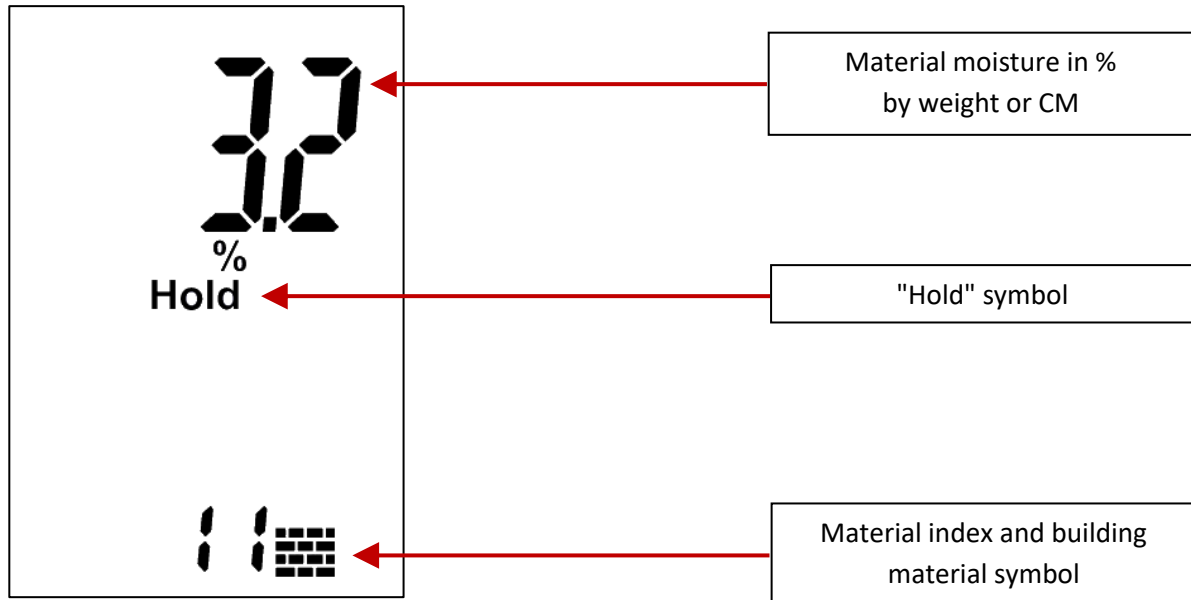 3.2
Material moisture in %
by weight or CM
%
Hold
"Hold" symbol
11
Material index and building
material symbol